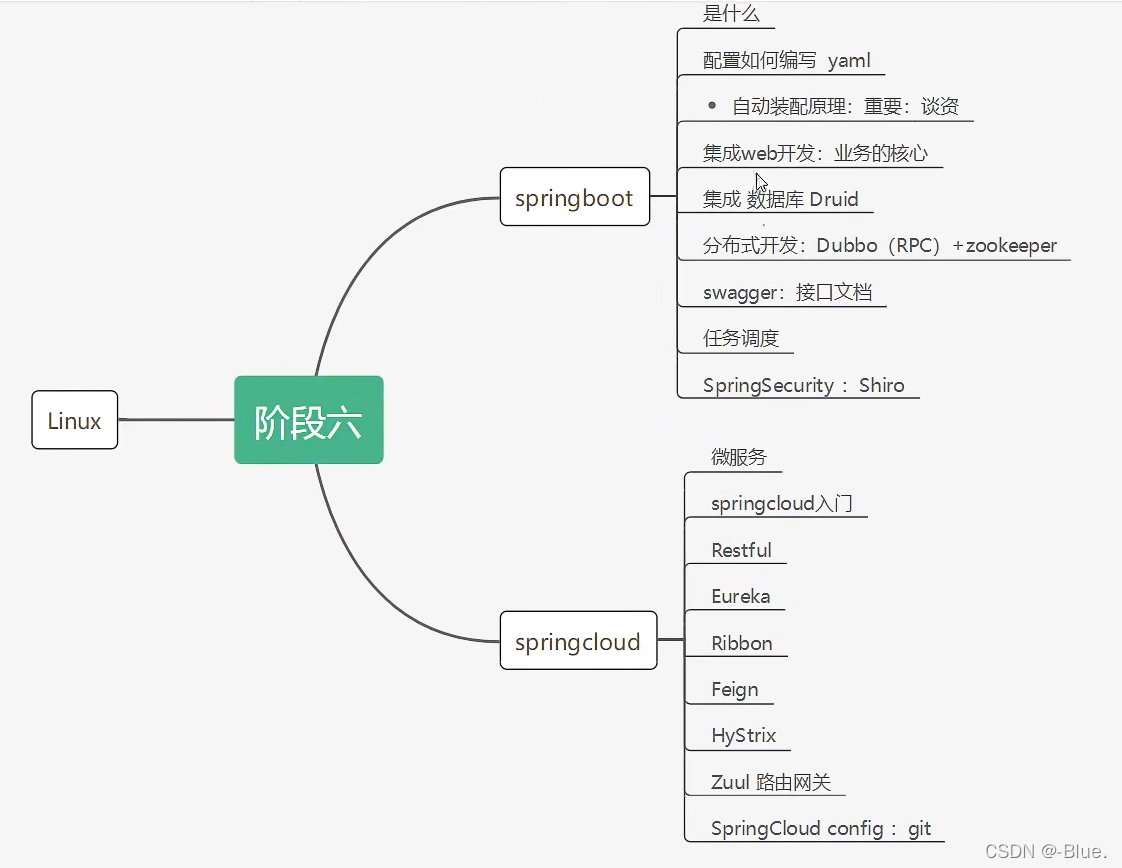 是什么
配置如何编写 yaml
自动装配原理：重要：谈资
集成web开发：业务的核心
集成 数据库 Druid
分布式开发：Dubbo（RPC）+zookeeper
swagger：接口文档
任务调度
SpringSecurity ：Shiro
springboot
Linux
阶段六
微服务
springcloud入门
Restful
Eureka
Ribbon
Feign
HyStrix
Zuul 路由网关
SpringCloud config ：git
springcloud
CSDN @-Blue.